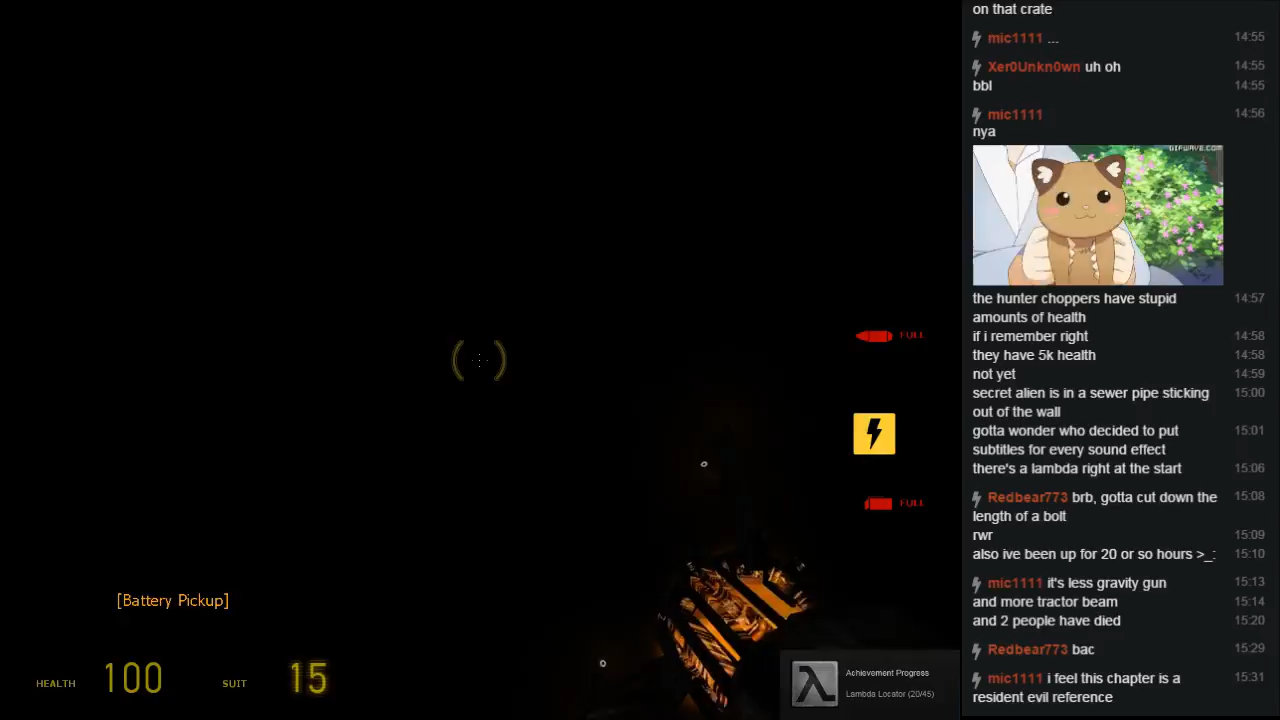 on that crate
mic1111 ... 14:55
Xer0Unkn0wn uh oh 14:55
bbl 14:55
mic1111 14:56
nya
GIFWAVE.COM
the hunter choppers have stupid 14:57
amounts of health
if i remember right 14:58
they have 5k health 14:58
not yet 14:59
secret alien is in a sewer pipe sticking 15:00
out of the wall
gotta wonder who decided to put 15:01
subtitles for every sound effect
there's a lambda right at the start 15:06
Redbear773 brb, gotta cut down the 15:08
length of a bolt
rwr 15:09
also ive been up for 20 or so hours >_: 15:10
mic1111 it's less gravity gun 15:13
and more tractor beam 15:14
and 2 people have died 15:20
Redbear773 bac 15:29
mic1111 i feel this chapter is a 15:31
resident evil reference
FULL
FULL
[Battery Pickup]
HEALTH 100 SUIT 15
Achievement Progress
Lambda Locator (20/45)